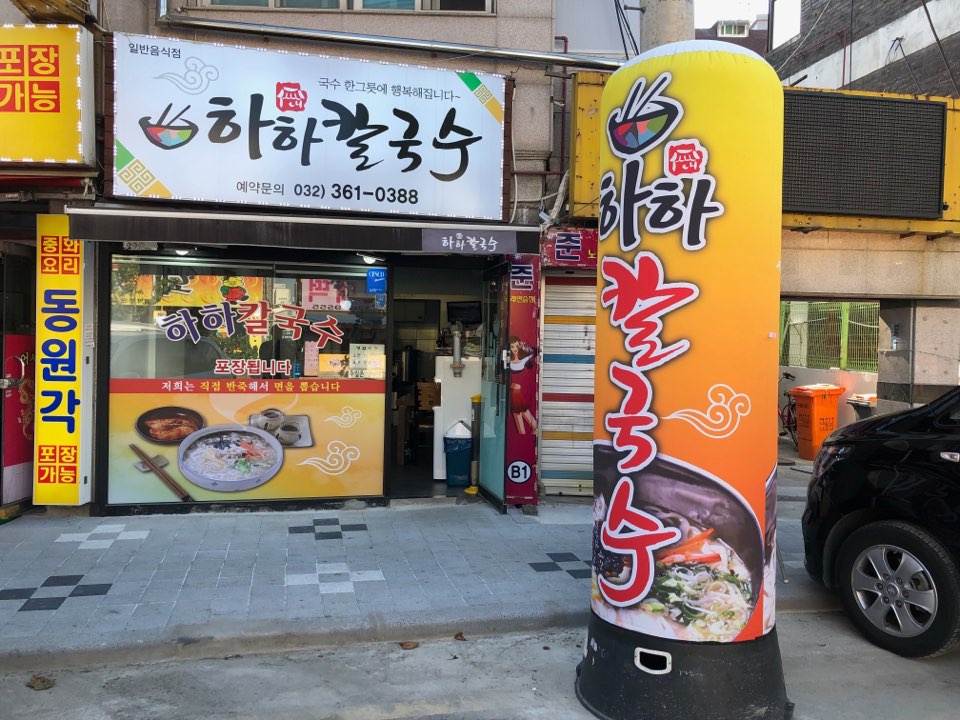 포장
가능
일반음식점
국수 한그릇에 행복해집니다~
하하칼국수
예약문의 032) 361-0388
하하칼국수
중화
요리
동원각
포장
가능
하하칼국수
포장됩니다
저희는 직접 반죽해서 면을 뽑습니다
CESCO
준
준
B1
하하
칼국수